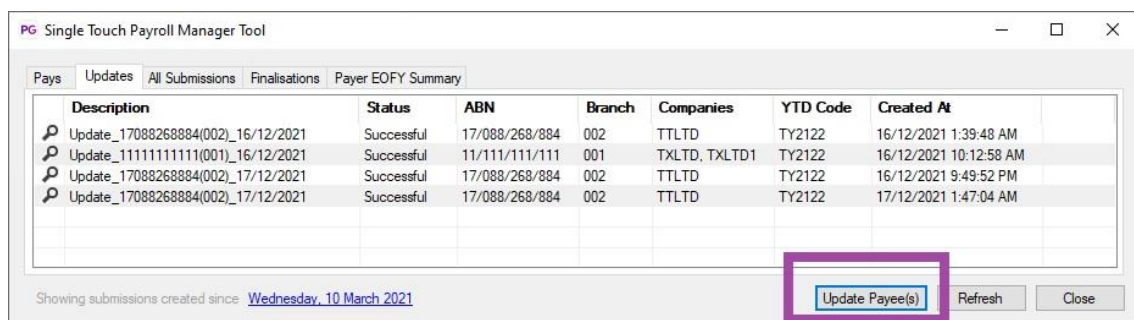 PG Single Touch Payroll Manager Tool
Pays Updates All Submissions Finalisations Payer EOFY Summary
Description Status ABN Branch Companies YTD Code Created At
Update_17088268884(002)_16/12/2021 Successful 17/088/268/884 002 TTLTD TY2122 16/12/2021 1:39:48 AM
Update_11111111111(001)_16/12/2021 Successful 11/111/111/111 001 TXLTD, TXLTD1 TY2122 16/12/2021 10:12:58 AM
Update_17088268884(002)_17/12/2021 Successful 17/088/268/884 002 TTLTD TY2122 16/12/2021 9:49:52 PM
Update_17088268884(002)_17/12/2021 Successful 17/088/268/884 002 TTLTD TY2122 17/12/2021 1:47:04 AM
Showing submissions created since Wednesday, 10 March 2021 Update Payee(s) Refresh Close